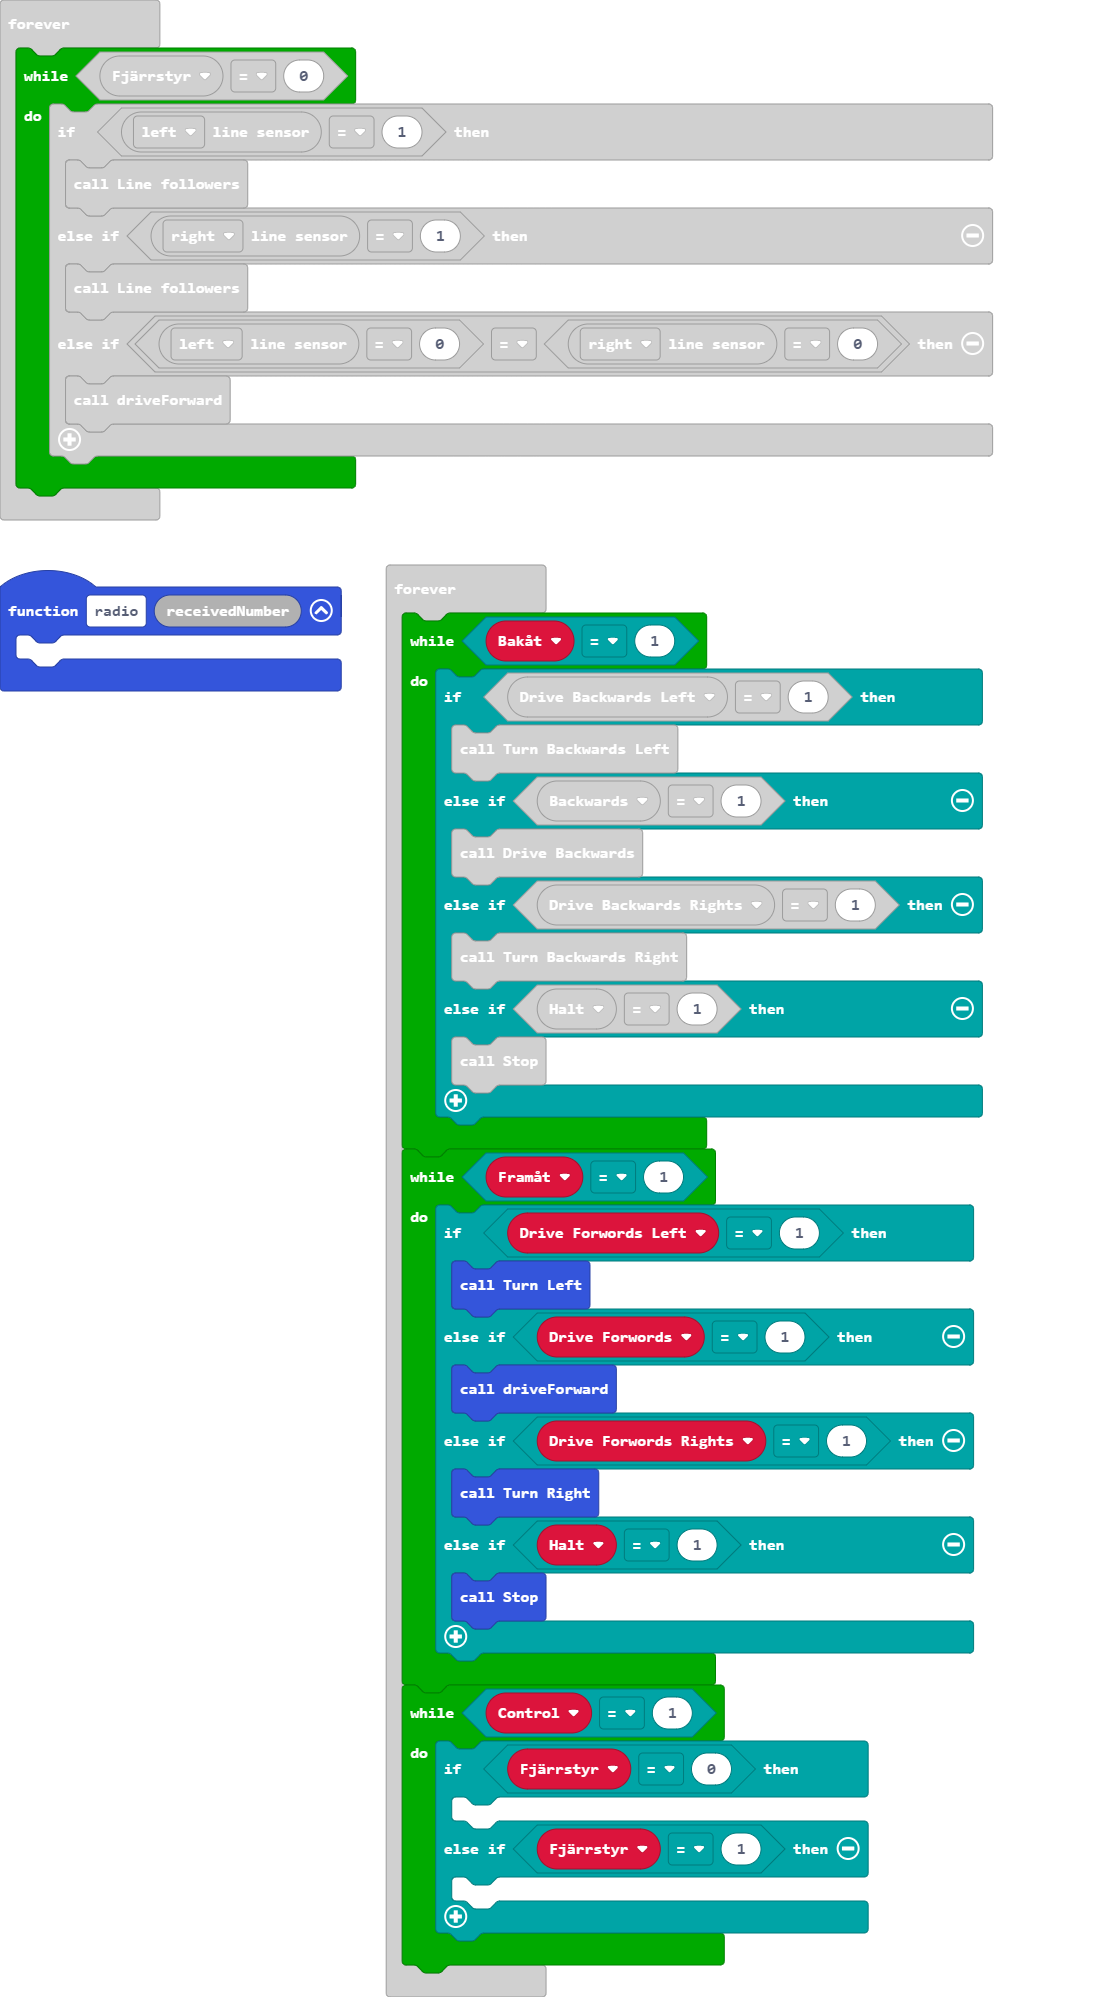 forever
while Fjärrstyr = 0
do
if left line sensor = 1 then
call Line followers
else if right line sensor = 1 then
call Line followers
else if left line sensor = 0 = right line sensor = 0 then
call driveForward
function radio receivedNumber
forever
while Bakåt = 1
do
if Drive Backwards Left = 1 then
call Turn Backwards Left
else if Backwards = 1 then
call Drive Backwards
else if Drive Backwards Rights = 1 then
call Turn Backwards Right
else if Halt = 1 then
call Stop
while Framåt = 1
do
if Drive Forwords Left = 1 then
call Turn Left
else if Drive Forwords = 1 then
call driveForward
else if Drive Forwords Rights = 1 then
call Turn Right
else if Halt = 1 then
call Stop
while Control = 1
do
if Fjärrstyr = 0 then
else if Fjärrstyr = 1 then